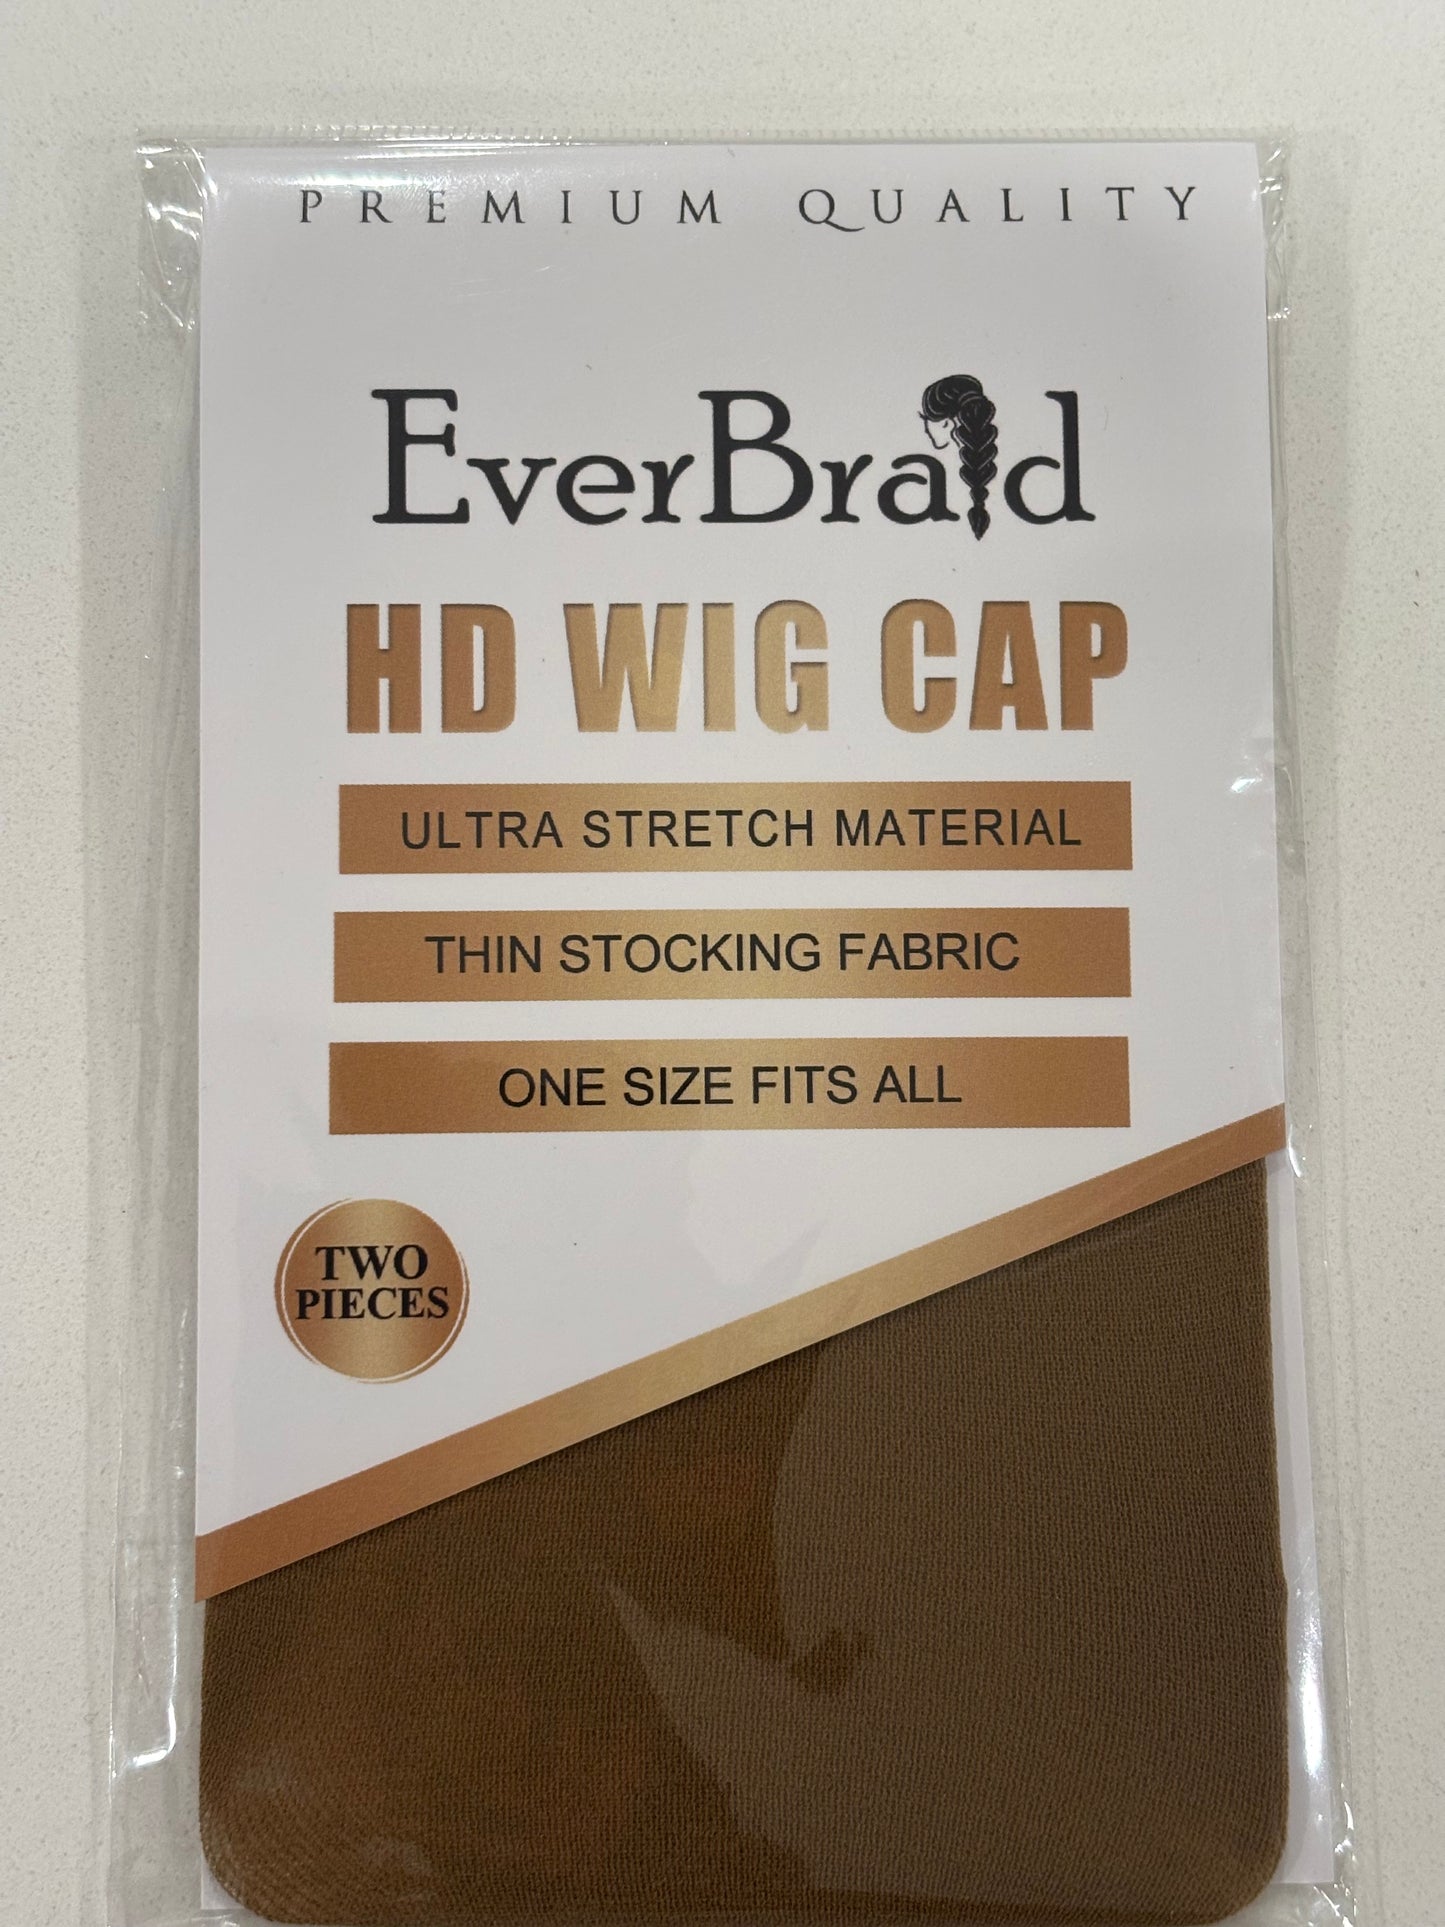 PREMIUM QUALITY
EverBraid
HD WIG CAP
ULTRA STRETCH MATERIAL
THIN STOCKING FABRIC
ONE SIZE FITS ALL
TWO
PIECES